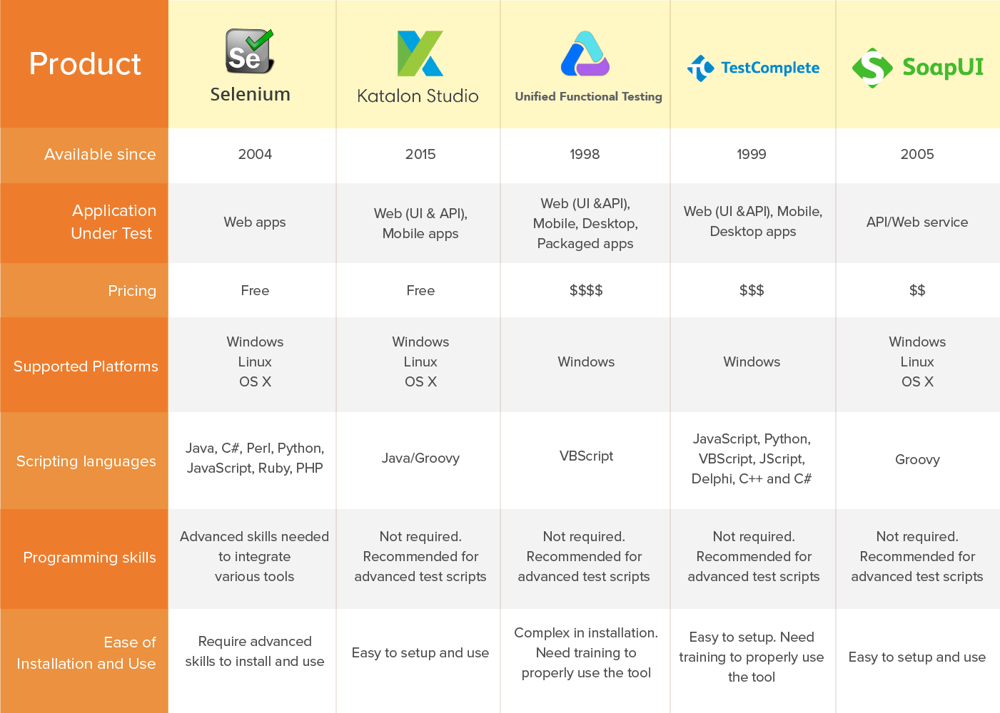 Product
Se
Selenium
Katalon Studio
Unified Functional Testing
TC TestComplete
S SoapUI
Available since
2004
2015
1998
1999
2005
Application
Under Test
Web apps
Web (UI & API),
Mobile apps
Web (UI &API),
Mobile, Desktop,
Packaged apps
Web (UI &API), Mobile,
Desktop apps
API/Web service
Pricing
Free
Free
$$$$
$$$
$$
Supported Platforms
Windows
Linux
OS X
Windows
Linux
OS X
Windows
Windows
Windows
Linux
OS X
Scripting languages
Java, C#, Perl, Python,
JavaScript, Ruby, PHP
Java/Groovy
VBScript
JavaScript, Python,
VBScript, JScript,
Delphi, C++ and C#
Groovy
Programming skills
Advanced skills needed
to integrate
various tools
Not required.
Recommended for
advanced test scripts
Not required.
Recommended for
advanced test scripts
Not required.
Recommended for
advanced test scripts
Not required.
Recommended for
advanced test scripts
Ease of
Installation and Use
Require advanced
skills to install and use
Easy to setup and use
Complex in installation.
Need training to
properly use the tool
Easy to setup. Need
training to properly use
the tool
Easy to setup and use